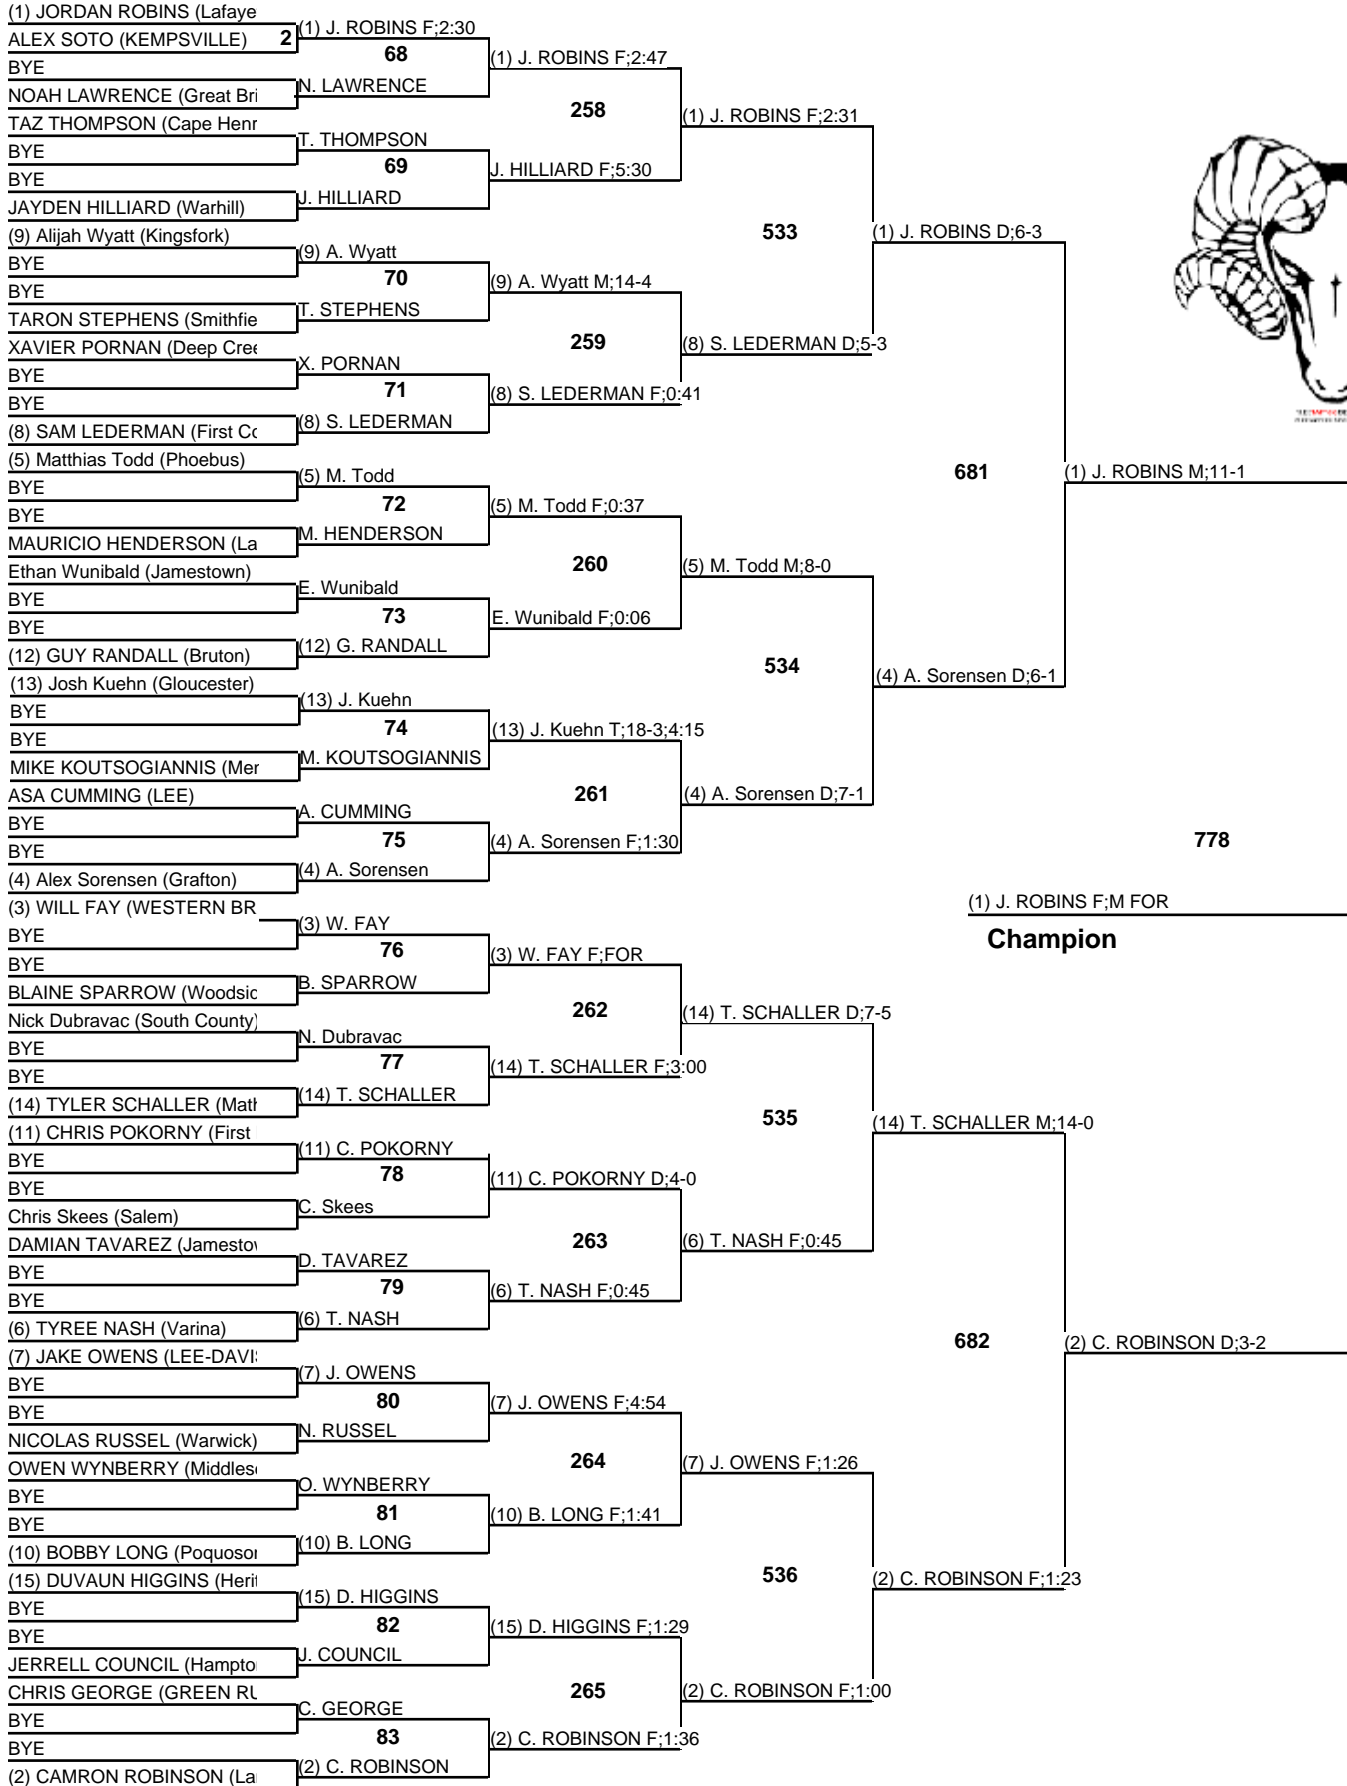 (1) JORDAN ROBINS (Lafaye
ALEX SOTO (KEMPSVILLE) 2
BYE
NOAH LAWRENCE (Great Bri
TAZ THOMPSON (Cape Henr
BYE
BYE
JAYDEN HILLIARD (Warhill)
(9) Alijah Wyatt (Kingsfork)
BYE
BYE
TARON STEPHENS (Smithfie
XAVIER PORNAN (Deep Cree
BYE
BYE
(8) SAM LEDERMAN (First Co
(5) Matthias Todd (Phoebus)
BYE
BYE
MAURICIO HENDERSON (La
Ethan Wunibald (Jamestown)
BYE
BYE
(12) GUY RANDALL (Bruton)
(13) Josh Kuehn (Gloucester)
BYE
BYE
MIKE KOUTSOGIANNIS (Mer
ASA CUMMING (LEE)
BYE
BYE
(4) Alex Sorensen (Grafton)
(3) WILL FAY (WESTERN BR
BYE
BYE
BLAINE SPARROW (Woodsic
Nick Dubravac (South County)
BYE
BYE
(14) TYLER SCHALLER (Math
(11) CHRIS POKORNY (First
BYE
BYE
Chris Skees (Salem)
DAMIAN TAVAREZ (Jamestov
BYE
BYE
(6) TYREE NASH (Varina)
(7) JAKE OWENS (LEE-DAVIS
BYE
BYE
NICOLAS RUSSEL (Warwick)
OWEN WYNBERRY (Middlese
BYE
BYE
(10) BOBBY LONG (Poquoson
(15) DUVAUN HIGGINS (Herit
BYE
BYE
JERRELL COUNCIL (Hampto
CHRIS GEORGE (GREEN RU
BYE
BYE
(2) CAMRON ROBINSON (La
(1) J. ROBINS F;2:30
68
N. LAWRENCE
T. THOMPSON
69
J. HILLIARD
(9) A. Wyatt
70
T. STEPHENS
X. PORNAN
71
(8) S. LEDERMAN
(5) M. Todd
72
M. HENDERSON
E. Wunibald
73
(12) G. RANDALL
(13) J. Kuehn
74
M. KOUTSOGIANNIS
A. CUMMING
75
(4) A. Sorensen
(3) W. FAY
76
B. SPARROW
N. Dubravac
77
(14) T. SCHALLER
(11) C. POKORNY
78
C. Skees
D. TAVAREZ
79
(6) T. NASH
(7) J. OWENS
80
N. RUSSEL
O. WYNBERRY
81
(10) B. LONG
(15) D. HIGGINS
82
J. COUNCIL
C. GEORGE
83
(2) C. ROBINSON
(1) J. ROBINS F;2:47
258
J. HILLIARD F;5:30
(9) A. Wyatt M;14-4
259
(8) S. LEDERMAN F;0:41
(5) M. Todd F;0:37
260
E. Wunibald F;0:06
(13) J. Kuehn T;18-3;4:15
261
(4) A. Sorensen F;1:30
(3) W. FAY F;FOR
262
(14) T. SCHALLER F;3:00
(11) C. POKORNY D;4-0
263
(6) T. NASH F;0:45
(7) J. OWENS F;4:54
264
(10) B. LONG F;1:41
(15) D. HIGGINS F;1:29
265
(2) C. ROBINSON F;1:36
(1) J. ROBINS F;2:31
533
(8) S. LEDERMAN D;5-3
(5) M. Todd M;8-0
534
(4) A. Sorensen D;7-1
(14) T. SCHALLER D;7-5
535
(6) T. NASH F;0:45
(7) J. OWENS F;1:26
536
(2) C. ROBINSON F;1:00
(1) J. ROBINS D;6-3
681
(4) A. Sorensen D;6-1
(14) T. SCHALLER M;14-0
682
(2) C. ROBINSON F;1:23
(1) J. ROBINS M;11-1
778
(2) C. ROBINSON D;3-2
(1) J. ROBINS F;M FOR
Champion